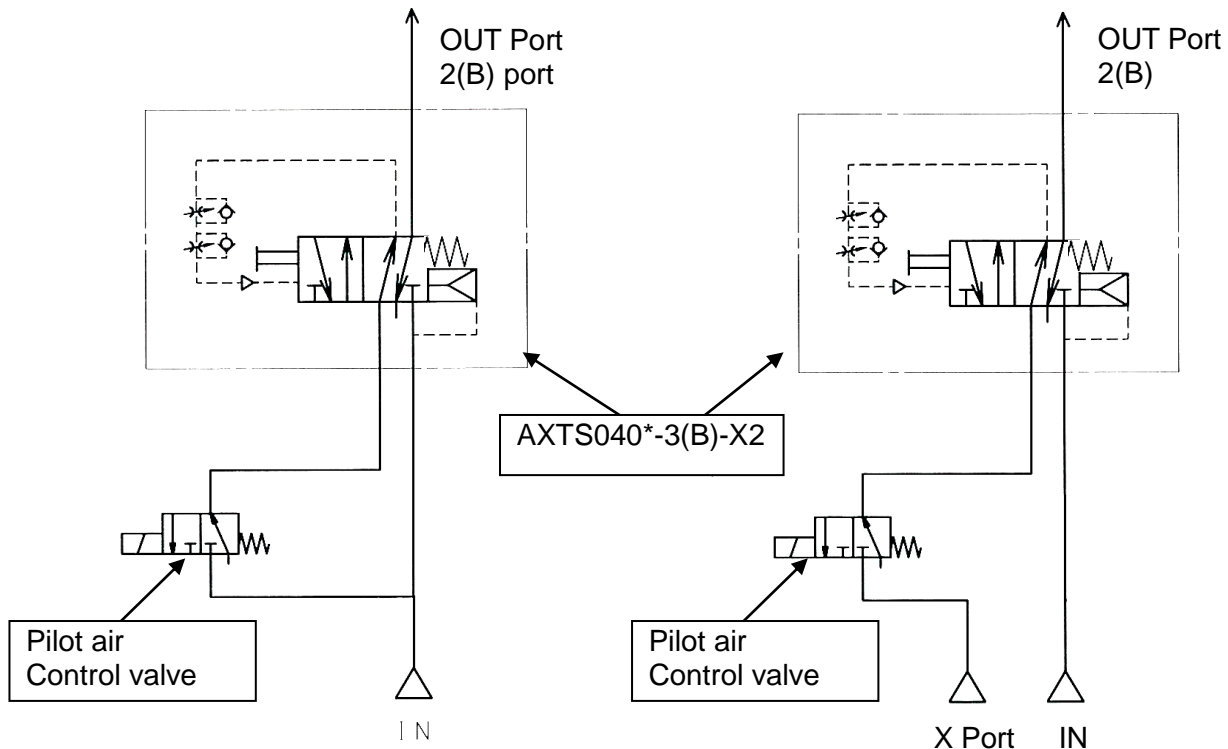 OUT Port
2(B) port
OUT Port
2(B)
AXTS040*-3(B)-X2
Pilot air
Control valve
Pilot air
Control valve
IN
X Port IN